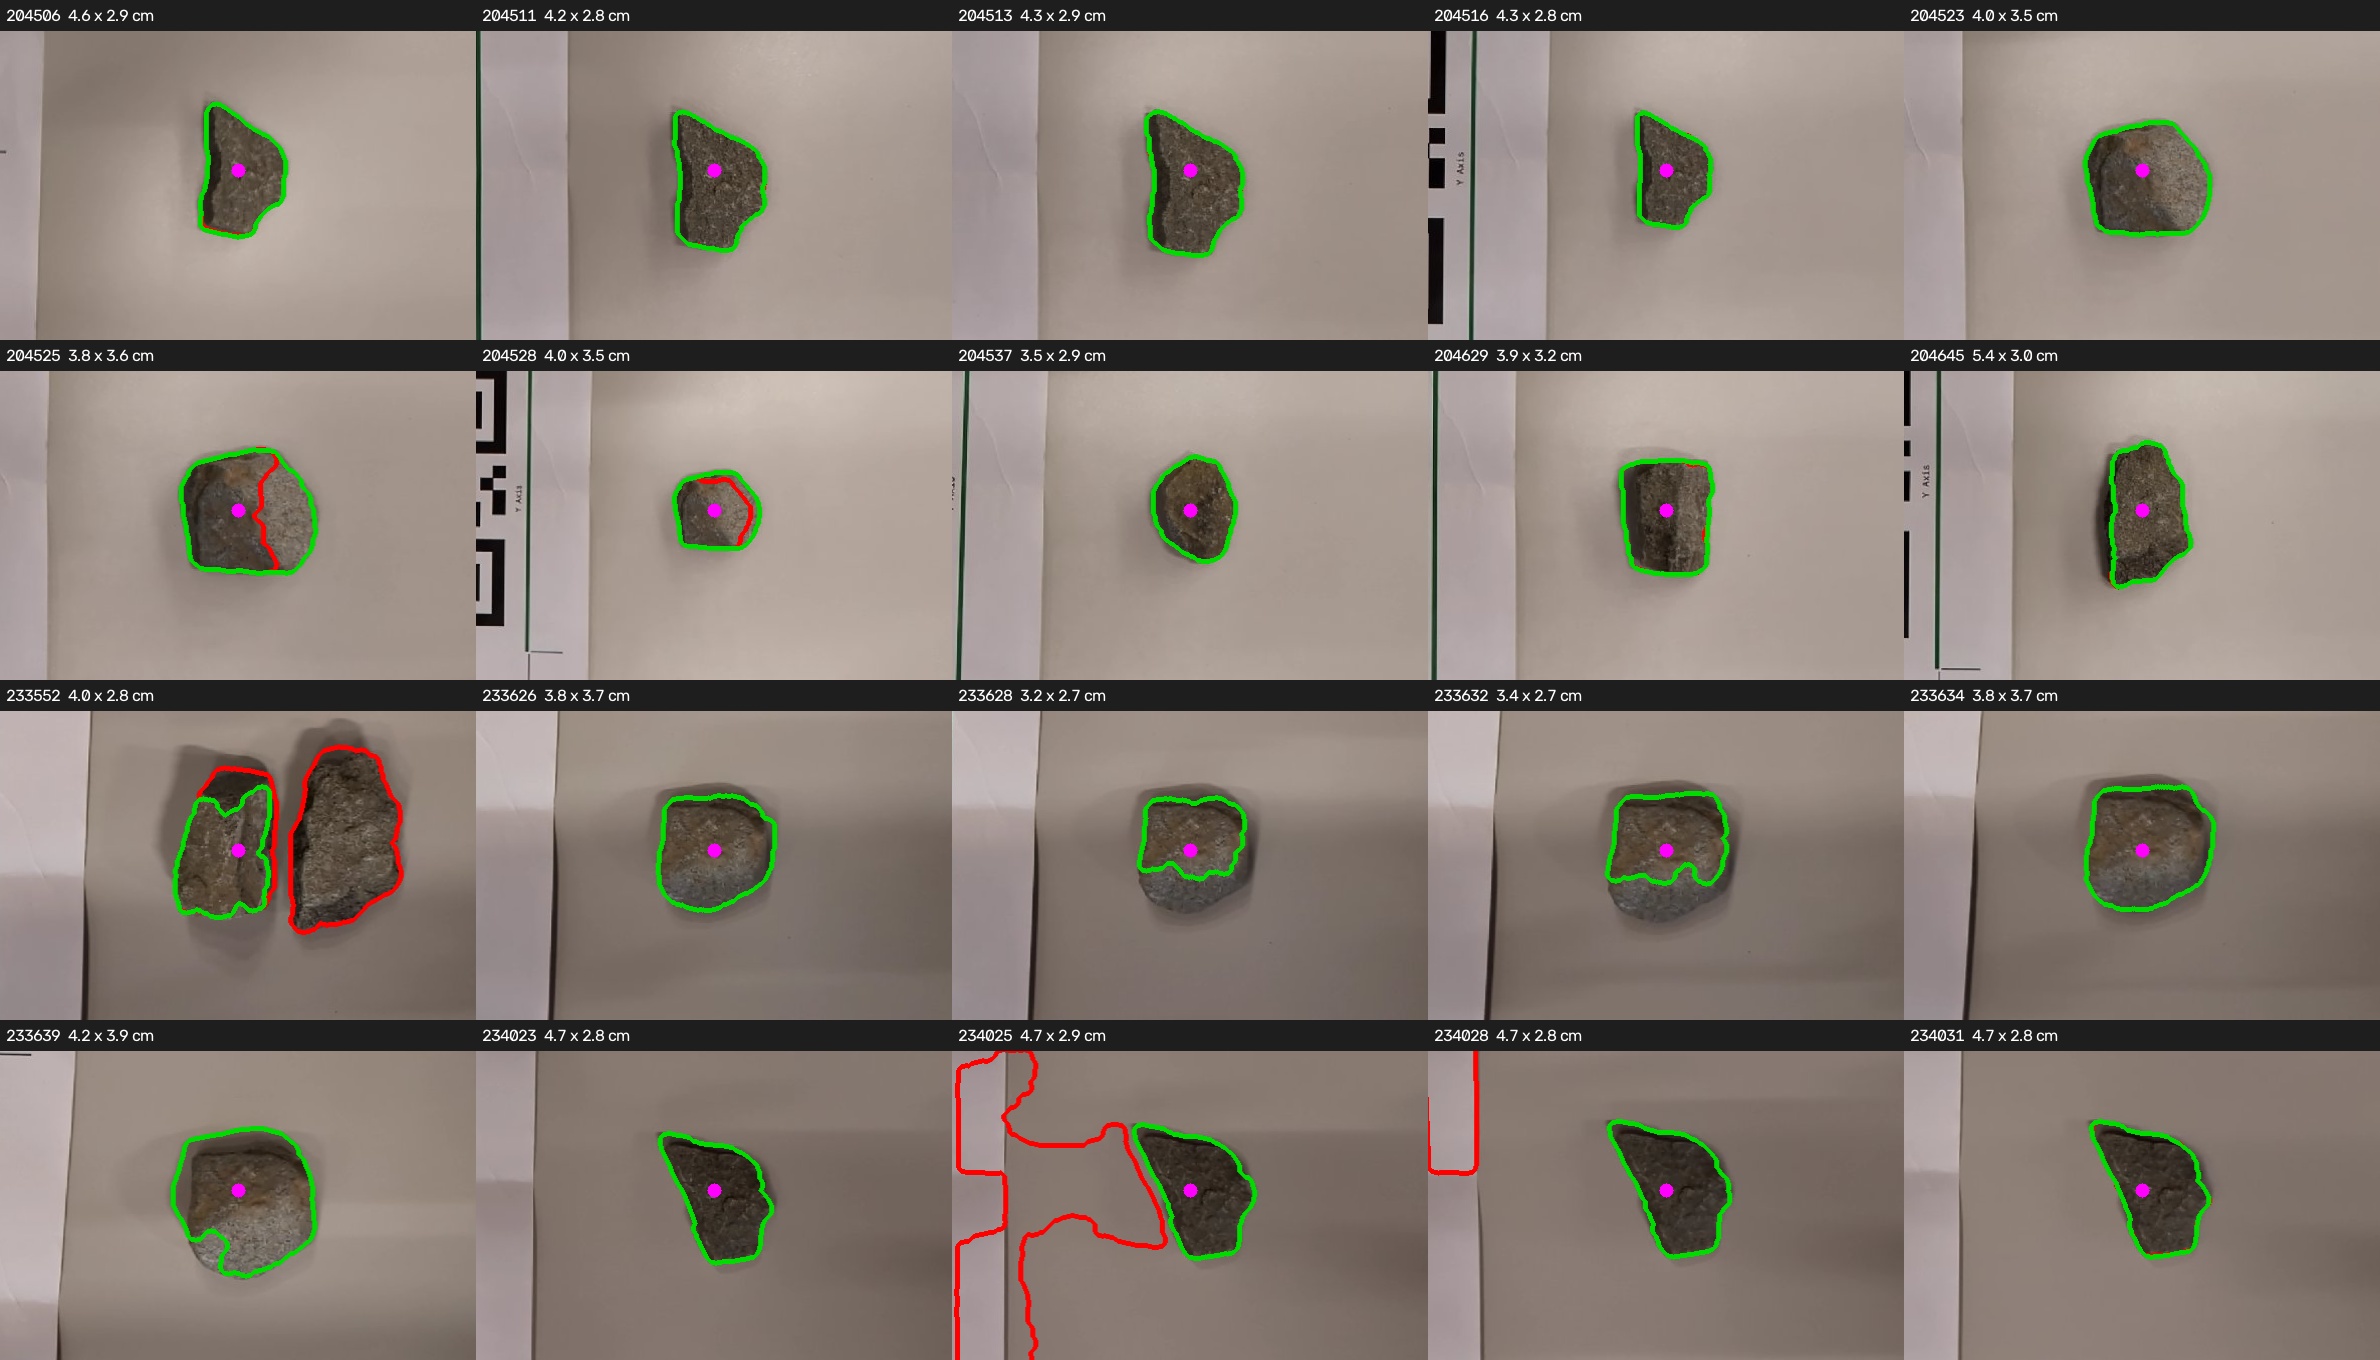 204506 4.6 x 2.9 cm
204511 4.2 x 2.8 cm
204513 4.3 x 2.9 cm
204516 4.3 x 2.8 cm
204523 4.0 x 3.5 cm
Y Axis
204525 3.8 x 3.6 cm
204528 4.0 x 3.5 cm
204537 3.5 x 2.9 cm
204629 3.9 x 3.2 cm
204645 5.4 x 3.0 cm
Y Axis
Y Axis
233552 4.0 x 2.8 cm
233626 3.8 x 3.7 cm
233628 3.2 x 2.7 cm
233632 3.4 x 2.7 cm
233634 3.8 x 3.7 cm
233639 4.2 x 3.9 cm
234023 4.7 x 2.8 cm
234025 4.7 x 2.9 cm
234028 4.7 x 2.8 cm
234031 4.7 x 2.8 cm